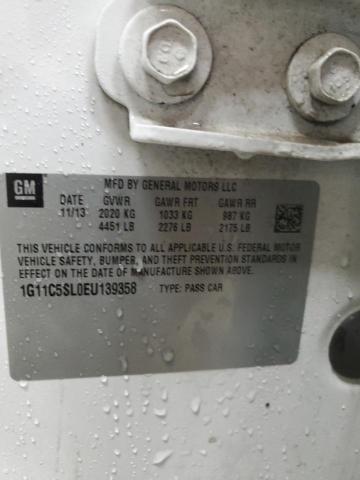 GM
MFD BY GENERAL MOTORS LLC
DATE GVWR GAWR FRT GAWR RR
11/13 2020 KG 1033 KG 987 KG
4451 LB 2276 LB 2175 LB
THIS VEHICLE CONFORMS TO ALL APPLICABLE U.S. FEDERAL MOTOR
VEHICLE SAFETY, BUMPER, AND THEFT PREVENTION STANDARDS
IN EFFECT ON THE DATE OF MANUFACTURE SHOWN ABOVE.
1G11C5SL0EU139358 TYPE: PASS CAR